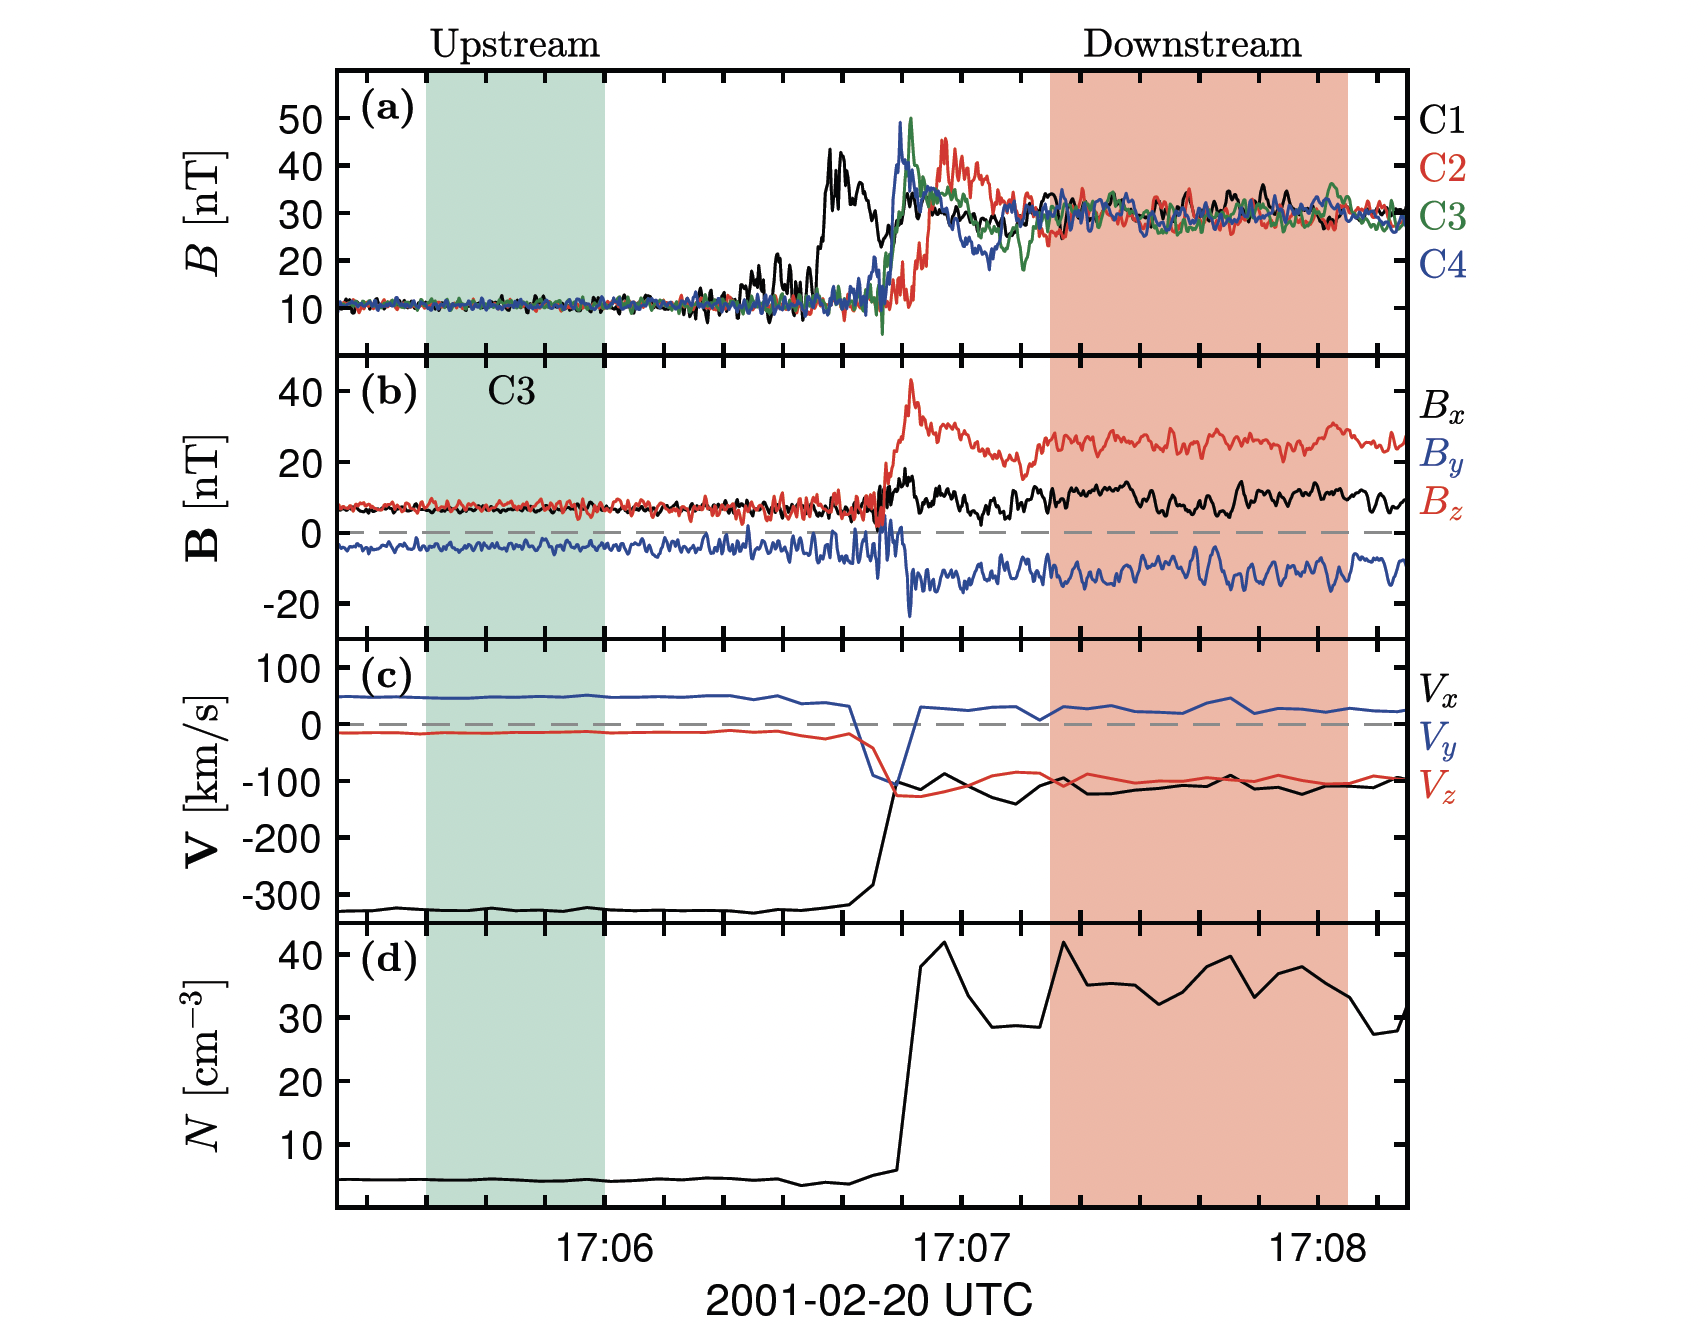 Upstream Downstream
(a)
B [nT]
50
40
30
20
10
C1
C2
C3
C4
(b) C3
B [nT]
40
20
0
-20
Bx
By
Bz
(c)
V [km/s]
100
0
-100
-200
-300
Vx
Vy
Vz
(d)
N [cm−3]
40
30
20
10
17:06 17:07 17:08
2001-02-20 UTC